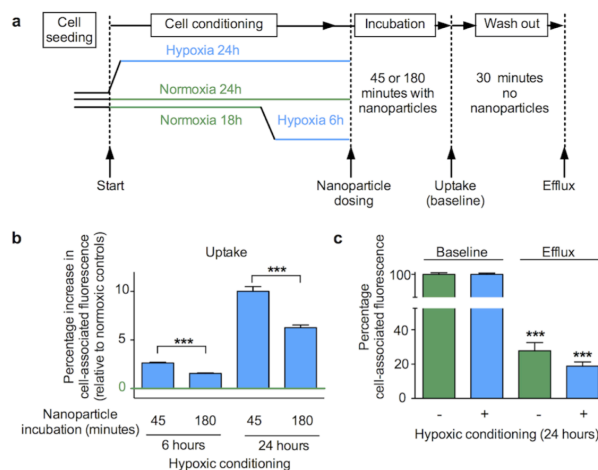 a
Cell seeding
Cell conditioning
Incubation
Wash out
Hypoxia 24h
Normoxia 24h
Normoxia 18h
Hypoxia 6h
45 or 180
minutes with
nanoparticles
30 minutes
no
nanoparticles
Start
Nanoparticle
dosing
Uptake
(baseline)
Efflux
b
Uptake
Percentage increase in
cell-associated fluorescence
(relative to normoxic controls)
10
5
0
***
***
Nanoparticle
incubation (minutes)
45 180 45 180
6 hours 24 hours
Hypoxic conditioning
c
Baseline Efflux
Percentage
cell-associated fluorescence
100
40
20
0
***
***
- + - +
Hypoxic conditioning (24 hours)